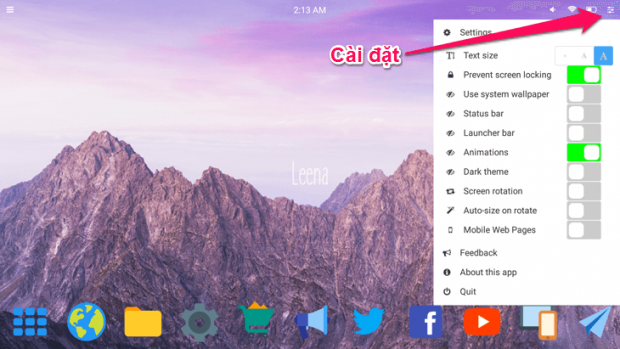 2:13 AM
Settings
Cài đặt
Text size
A
A
Prevent screen locking
Use system wallpaper
Status bar
Launcher bar
Animations
Dark theme
Leena
Screen rotation
Auto-size on rotate
Mobile Web Pages
Feedback
About this app
Quit